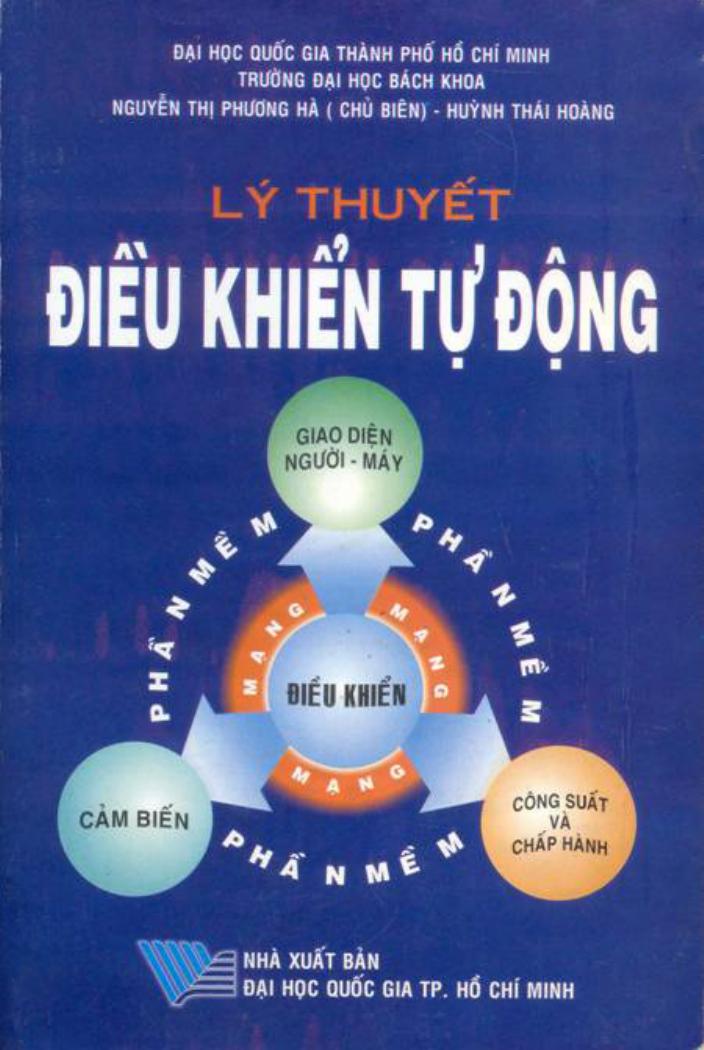 ĐẠI HỌC QUỐC GIA THÀNH PHỐ HỒ CHÍ MINH
TRƯỜNG ĐẠI HỌC BÁCH KHOA
NGUYỄN THỊ PHƯƠNG HÀ ( CHỦ BIÊN) - HUỲNH THÁI HOÀNG
LÝ THUYẾT
ĐIỀU KHIỂN TỰ ĐỘNG
GIAO DIỆN
NGƯỜI - MÁY
PHẦN MỀM
PHẦN MỀM
MẠNG
MẠNG
ĐIỀU KHIỂN
MẠNG
CẢM BIẾN
CÔNG SUẤT
VÀ
CHẤP HÀNH
PHẦN MỀM
NHÀ XUẤT BẢN
ĐẠI HỌC QUỐC GIA TP. HỒ CHÍ MINH